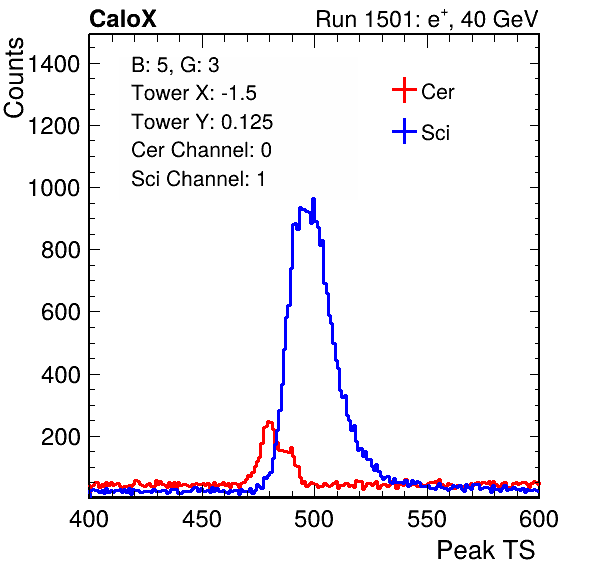 CaloX Run 1501: e⁺, 40 GeV
Counts
B: 5, G: 3
Tower X: -1.5
Tower Y: 0.125
Cer Channel: 0
Sci Channel: 1
Cer
Sci
1400
1200
1000
800
600
400
200
400 450 500 550 600
Peak TS